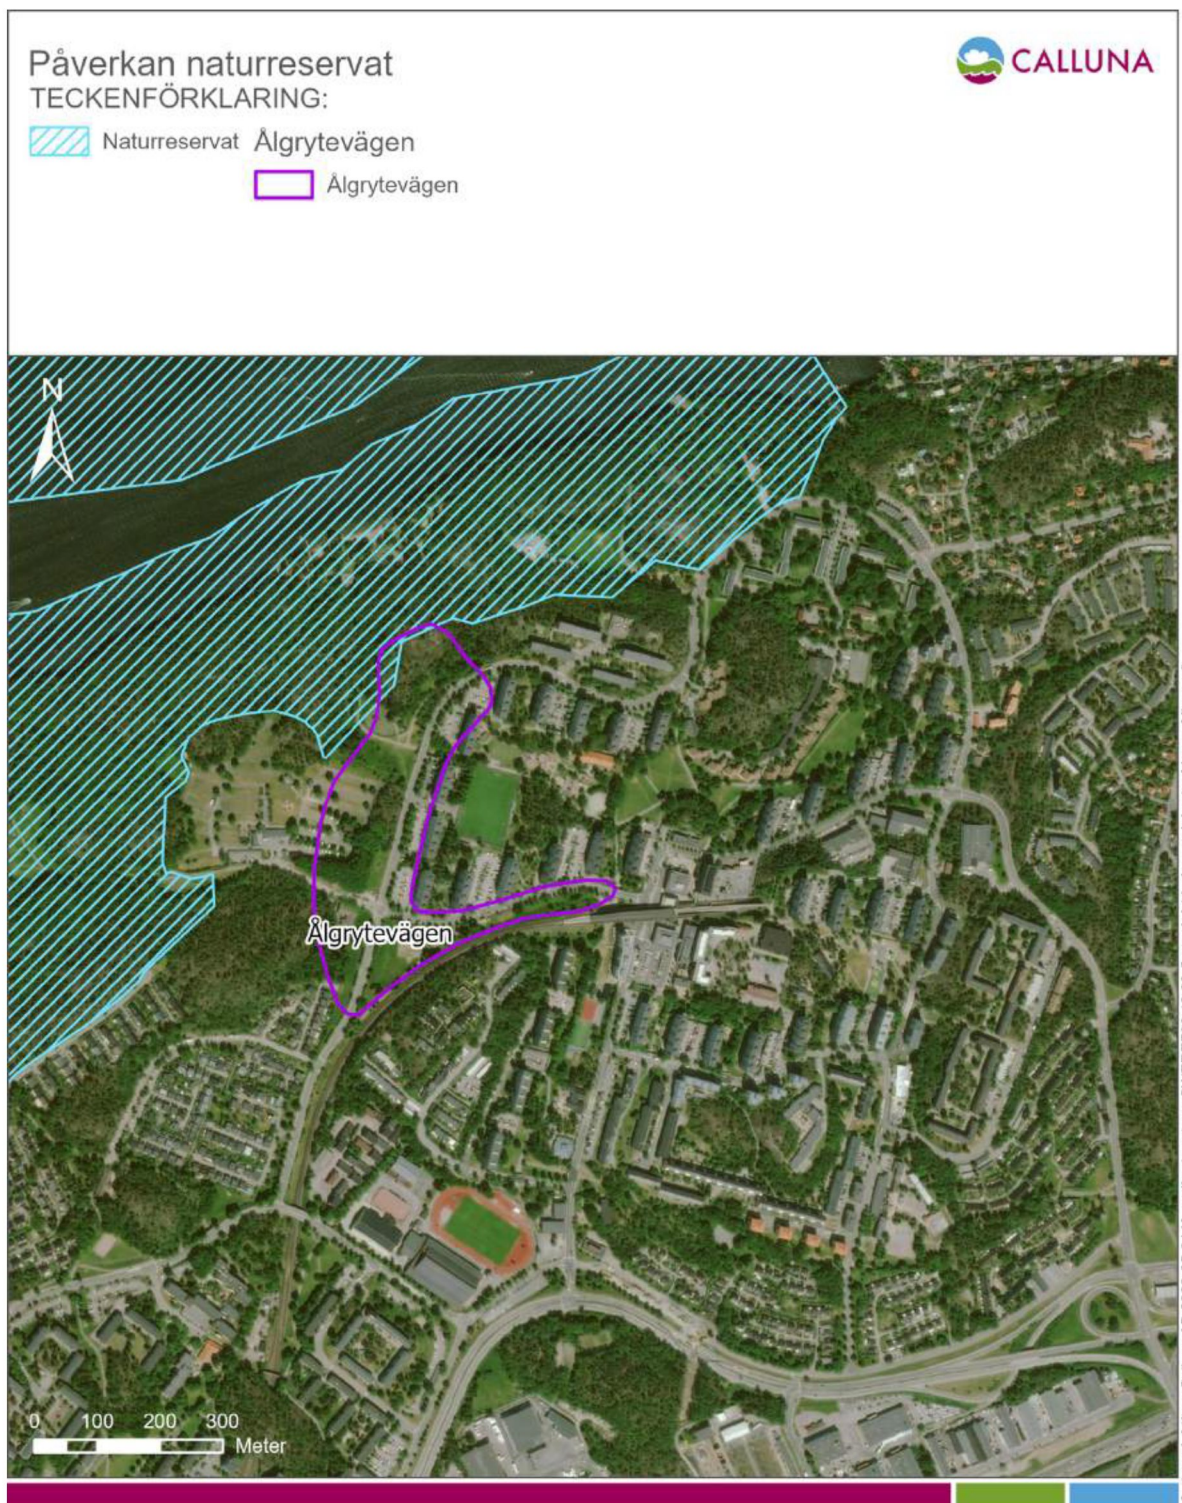 Påverkan naturreservat
CALLUNA
TECKENFÖRKLARING:
Naturreservat
Ålgrytevägen
Ålgrytevägen
N
Ålgrytevägen
0 100 200 300
Meter